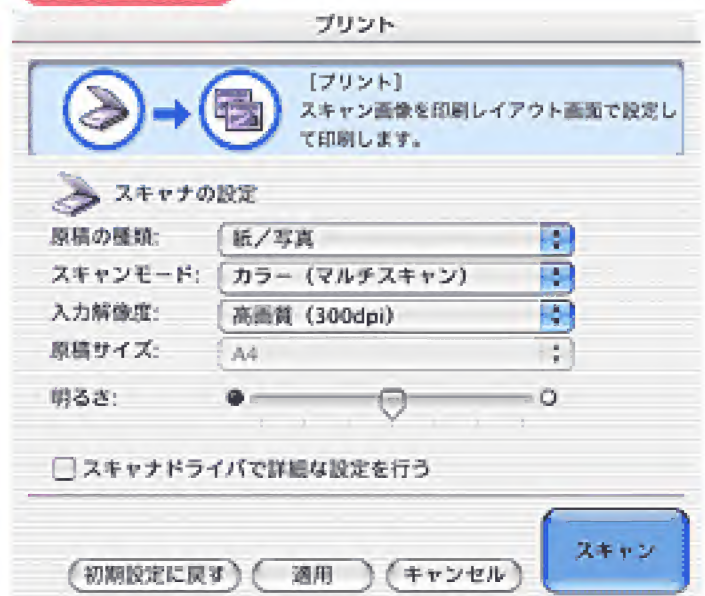 プリント
[プリント]
スキャン画像を印刷レイアウト画面で設定し
て印刷します。
スキャナの設定
原稿の種類: 紙/写真
スキャンモード: カラー (マルチスキャン)
入力解像度: 高画質 (300dpi)
原稿サイズ: A4
明るさ:
スキャナドライバで詳細な設定を行う
初期設定に戻す 適用 キャンセル スキャン